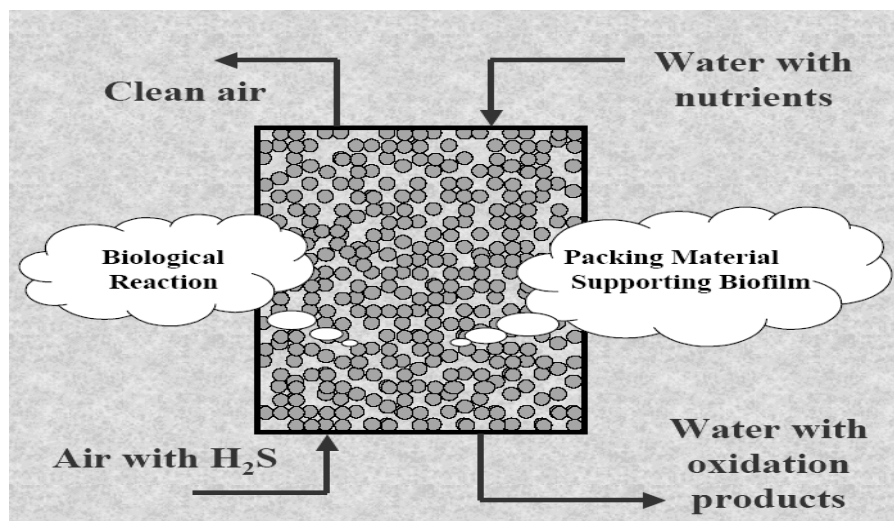 Clean air
Water with
nutrients
Biological
Reaction
Packing Material
Supporting Biofilm
Air with H₂S
Water with
oxidation
products